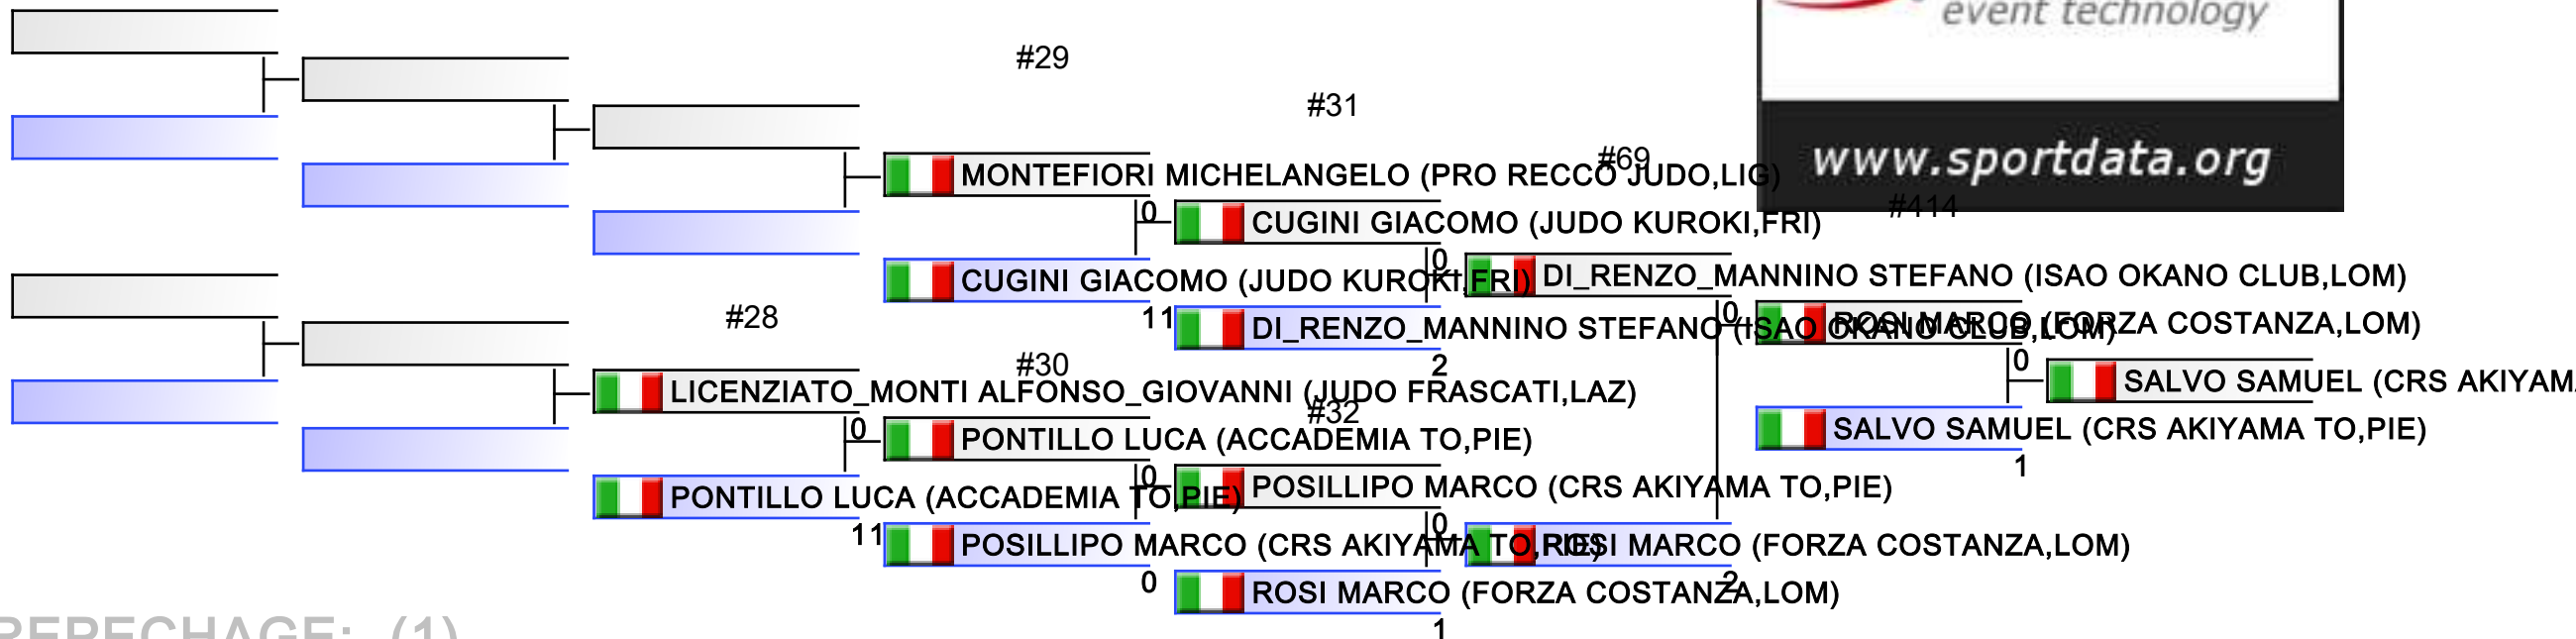 event technology
#29
#31
#69
www.sportdata.org
MONTEFIORI MICHELANGELO (PRO RECCO JUDO,LIG)
#414
0
CUGINI GIACOMO (JUDO KUROKI,FRI)
0
CUGINI GIACOMO (JUDO KUROKI,FRI)
DI_RENZO_MANNINO STEFANO (ISAO OKANO CLUB,LOM)
#28
11
DI_RENZO_MANNINO STEFANO (ISAO OKANO CLUB,LOM)
0
ROSI MARCO (FORZA COSTANZA,LOM)
#30
2
0
SALVO SAMUEL (CRS AKIYAM
LICENZIATO_MONTI ALFONSO_GIOVANNI (JUDO FRASCATI,LAZ)
#32
0
PONTILLO LUCA (ACCADEMIA TO,PIE)
SALVO SAMUEL (CRS AKIYAMA TO,PIE)
1
0
POSILLIPO MARCO (CRS AKIYAMA TO,PIE)
PONTILLO LUCA (ACCADEMIA TO,PIE)
11
0
POSILLIPO MARCO (CRS AKIYAMA TO,PIE)
ROSI MARCO (FORZA COSTANZA,LOM)
0
2
ROSI MARCO (FORZA COSTANZA,LOM)
1
REPECHAGE: (1)